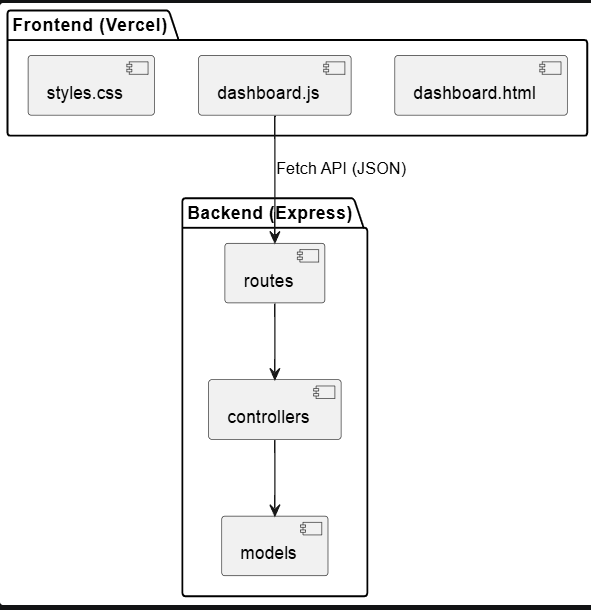 Frontend (Vercel)
styles.css
dashboard.js
dashboard.html
Fetch API (JSON)
Backend (Express)
routes
controllers
models